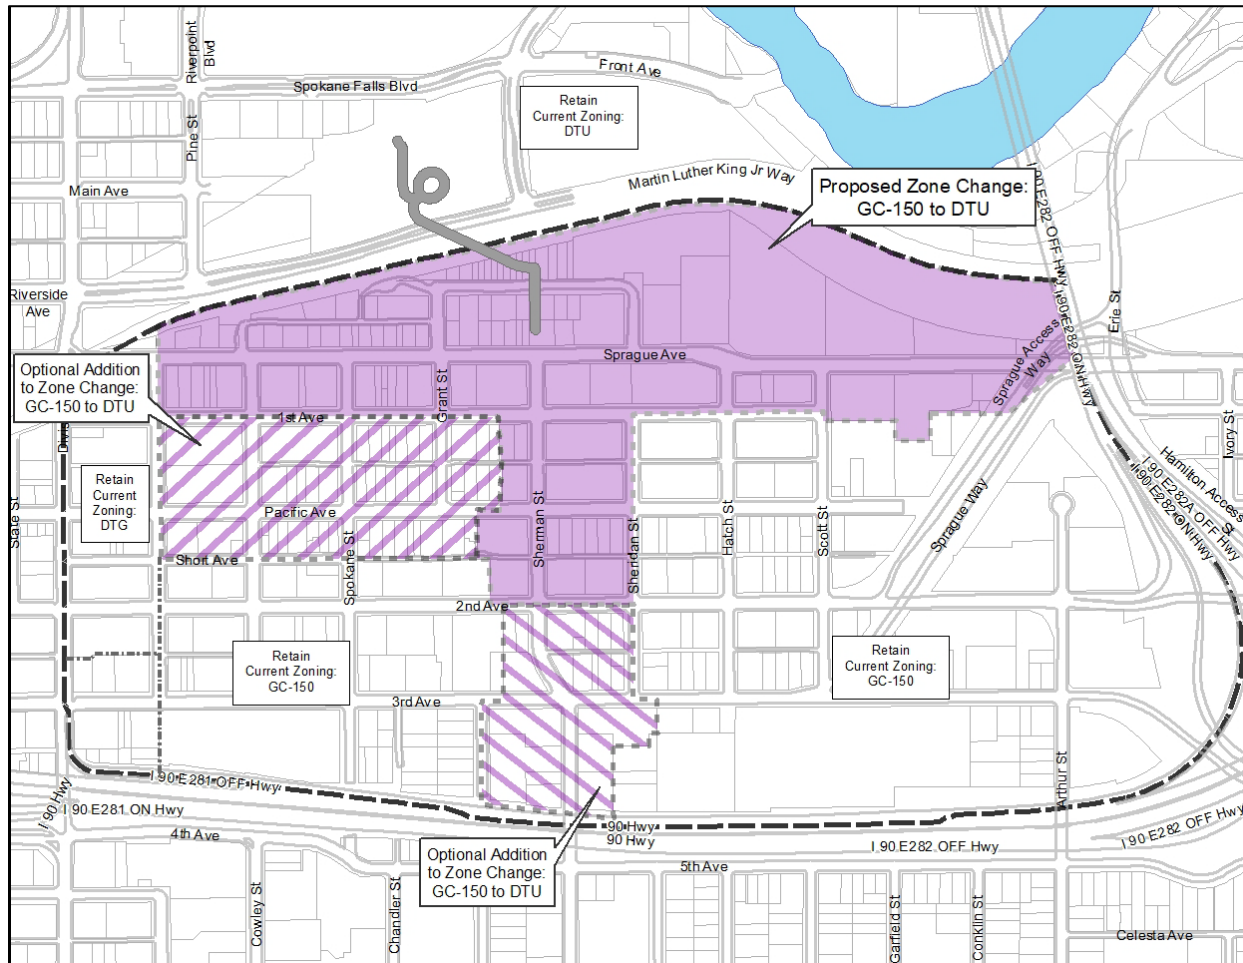 Riverpoint
Blvd
Front Ave
Spokane Falls Blvd
Retain
Current Zoning:
DTU
Pine St
Main Ave
Martin Luther King Jr Way
Proposed Zone Change:
GC-150 to DTU
I 90 E282 OFF Hwy
Riverside
Ave
Erie St
I 90 E282 ON Hwy
Sprague Ave
Sprague Access
Way
Optional Addition
to Zone Change:
GC-150 to DTU
Grant St
1st Ave
Divis
Ivory St
Retain
Current
Zoning:
DTG
Hamilton Access
St
I 90 E282A OFF Hwy
I 90 E282 ON Hwy
State St
Pacific Ave
Sherman St
Sheridan St
Hatch St
Scott St
Sprague Way
Short Ave
Spokane St
2nd Ave
Retain
Current Zoning:
GC-150
Retain
Current Zoning:
GC-150
3rd Ave
Arthur St
I 90 E281 OFF Hwy
I 90 Hwy
I 90 E281 ON Hwy
4th Ave
90 Hwy
90 Hwy
I 90 E282 OFF Hwy
I 90 E282 OFF Hwy
Optional Addition
to Zone Change:
GC-150 to DTU
5th Ave
Cowley St
Chandler St
Garfield St
Conklin St
Celesta Ave